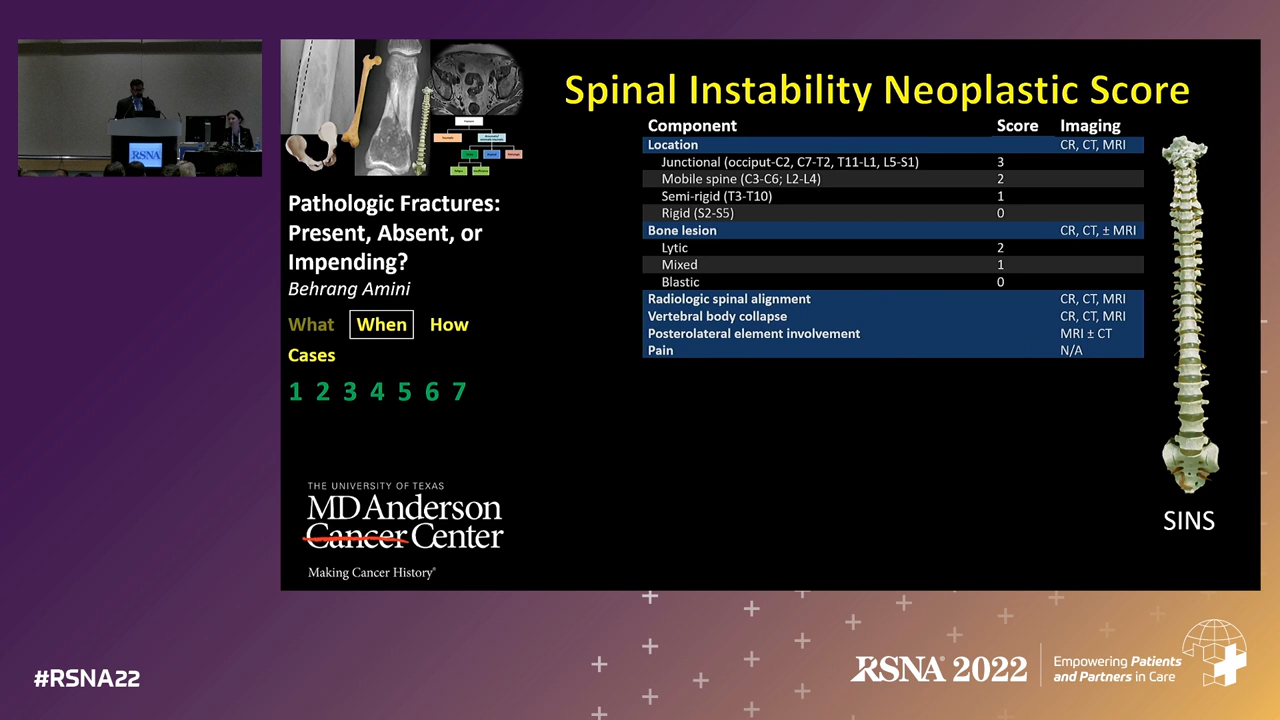 RSNA
Pathologic Fractures:
Present, Absent, or
Impending?
Behrang Amini
What When How
Cases
1 2 3 4 5 6 7
THE UNIVERSITY OF TEXAS
MD Anderson
Cancer Center
Making Cancer History®
Spinal Instability Neoplastic Score
Component Score Imaging
Location CR, CT, MRI
Junctional (occiput-C2, C7-T2, T11-L1, L5-S1) 3
Mobile spine (C3-C6; L2-L4) 2
Semi-rigid (T3-T10) 1
Rigid (S2-S5) 0
Bone lesion CR, CT, ± MRI
Lytic 2
Mixed 1
Blastic 0
Radiologic spinal alignment CR, CT, MRI
Vertebral body collapse CR, CT, MRI
Posterolateral element involvement MRI ± CT
Pain N/A
SINS
#RSNA22
RSNA® 2022
Empowering Patients
and Partners in Care